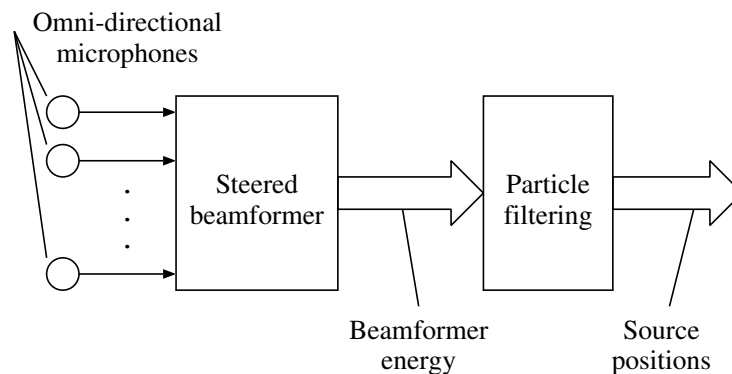 Omni-directional
microphones
Steered
beamformer
Particle
filtering
Beamformer
energy
Source
positions